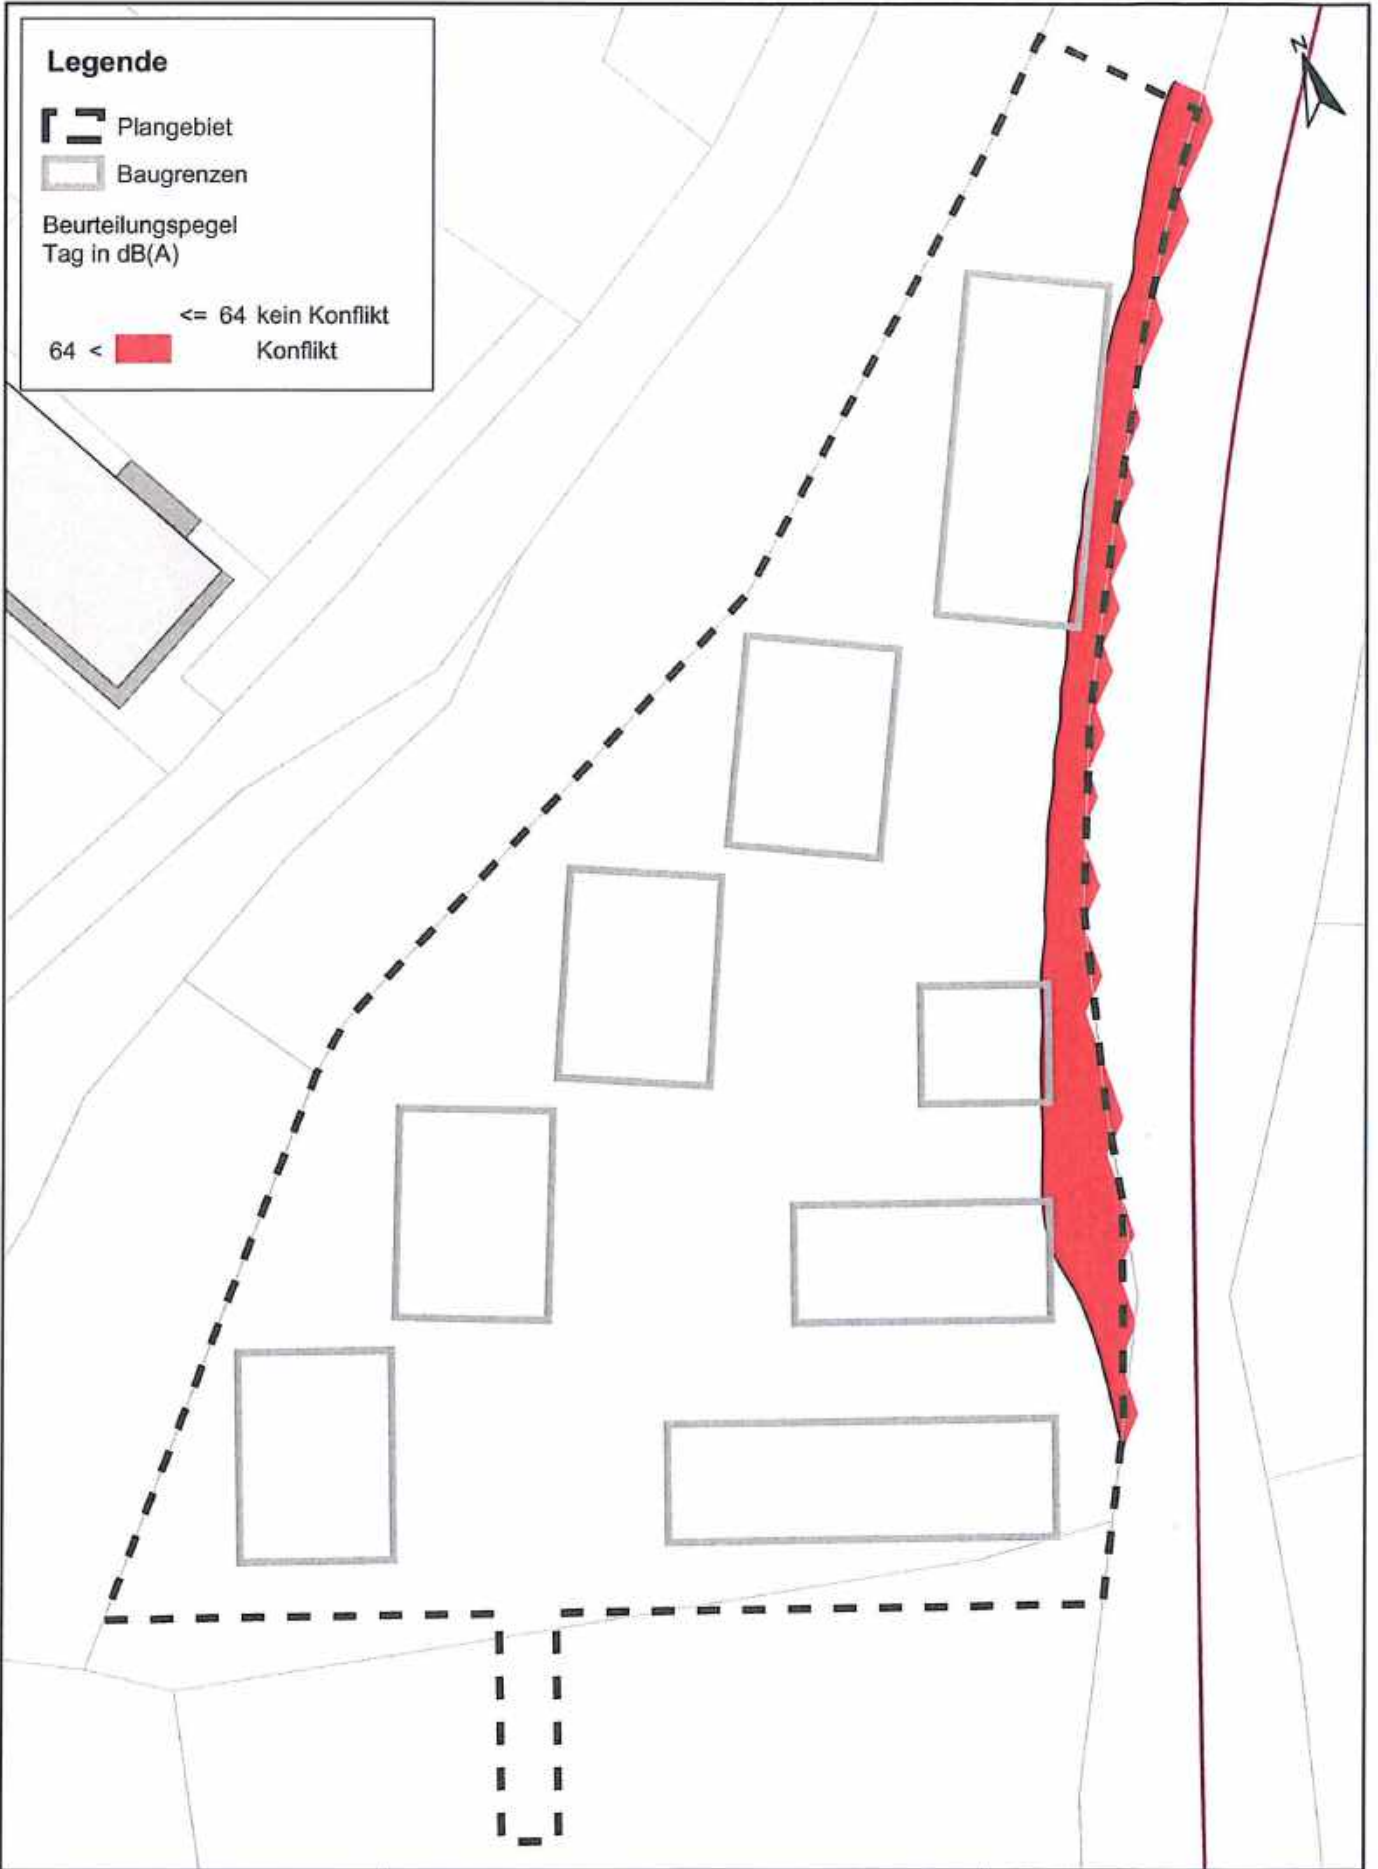 Legende
Plangebiet
Baugrenzen
Beurteilungspegel
Tag in dB(A)
<= 64 kein Konflikt
64 < Konflikt
N